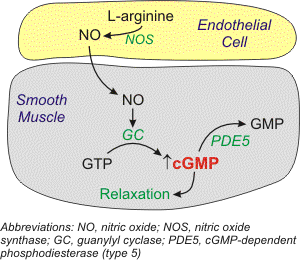 L-arginine
Endothelial
Cell
NO
NOS
Smooth
Muscle
NO
GC
GTP
↑cGMP
PDE5
GMP
Relaxation
Abbreviations: NO, nitric oxide; NOS, nitric oxide
synthase; GC, guanylyl cyclase; PDE5, cGMP-dependent
phosphodiesterase (type 5)